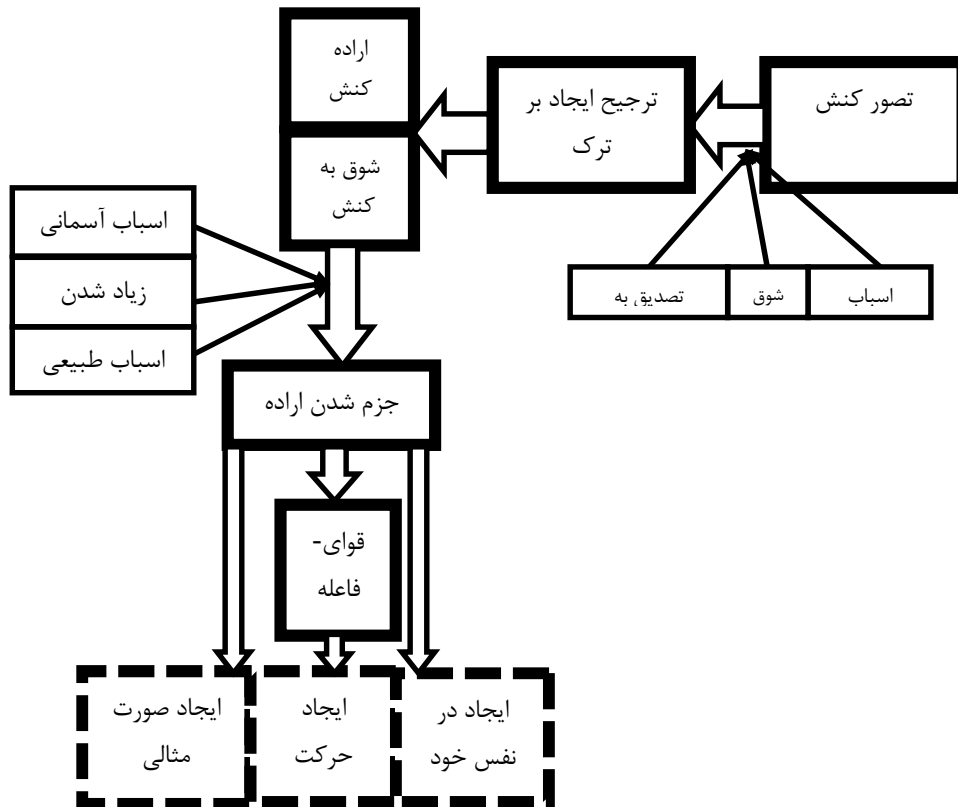 تصور کنش
ترجیح ایجاد بر
ترک
اراده
کنش
شوق به
کنش
اسباب
شوق
تصدیق به
اسباب آسمانی
زیاد شدن
اسباب طبیعی
جزم شدن اراده
قوای-
فاعله
ایجاد در
نفس خود
ایجاد
حرکت
ایجاد صورت
مثالی